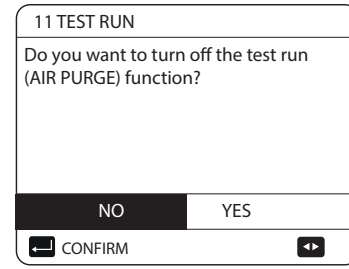 11 TEST RUN
Do you want to turn off the test run
(AIR PURGE) function?
NO YES
CONFIRM